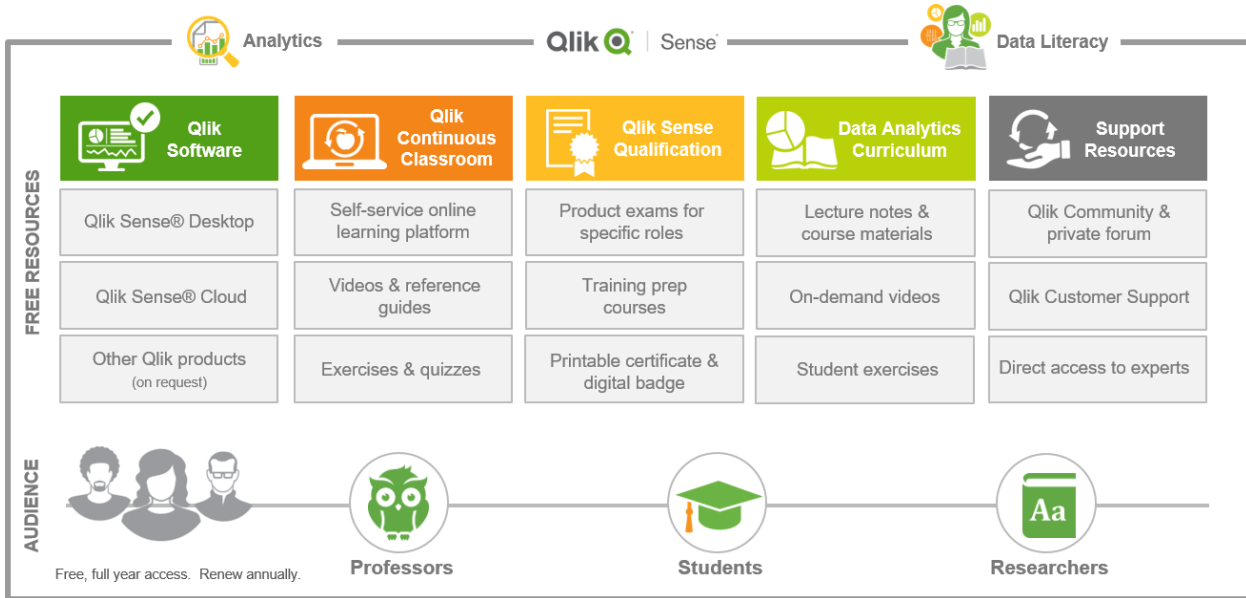 Analytics
Qlik Sense
Data Literacy
FREE RESOURCES
Qlik
Software
Qlik
Continuous
Classroom
Qlik Sense
Qualification
Data Analytics
Curriculum
Support
Resources
Qlik Sense® Desktop
Self-service online
learning platform
Product exams for
specific roles
Lecture notes &
course materials
Qlik Community &
private forum
Qlik Sense® Cloud
Videos & reference
guides
Training prep
courses
On-demand videos
Qlik Customer Support
Other Qlik products
(on request)
Exercises & quizzes
Printable certificate &
digital badge
Student exercises
Direct access to experts
AUDIENCE
Aa
Free, full year access. Renew annually.
Professors
Students
Researchers